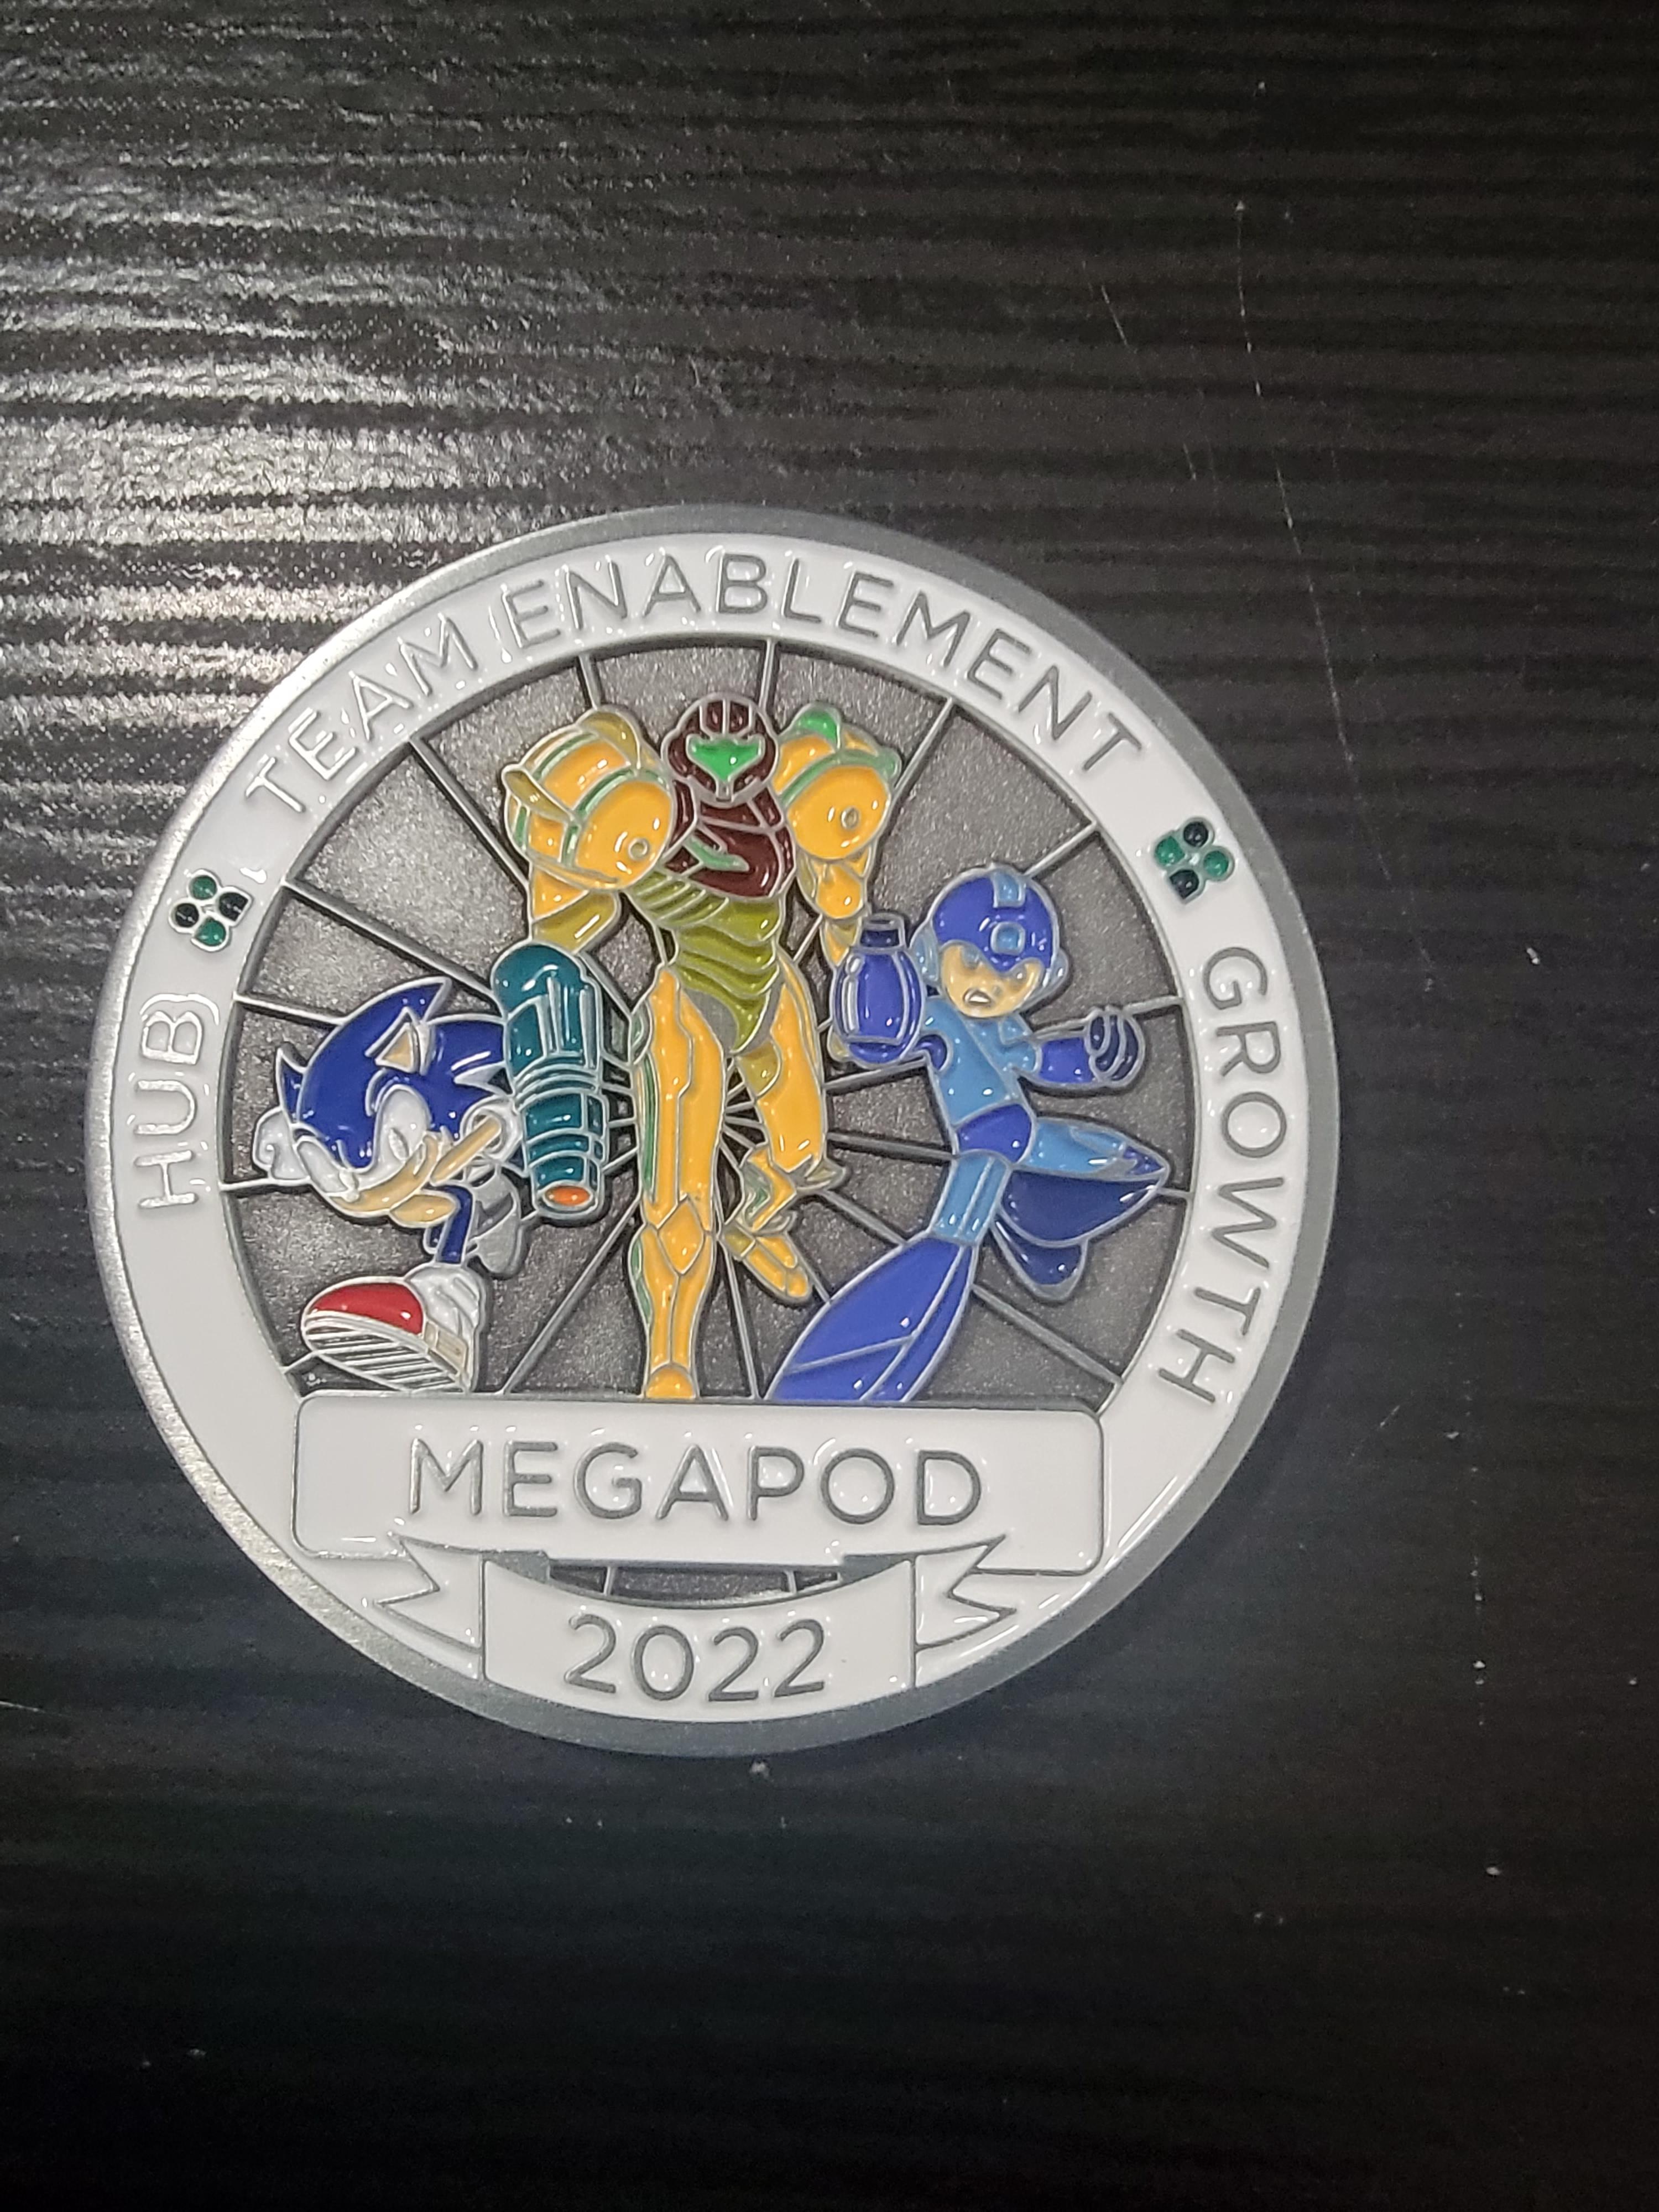 HUB TEAM ENABLEMENT GROWTH
MEGAPOD
2022